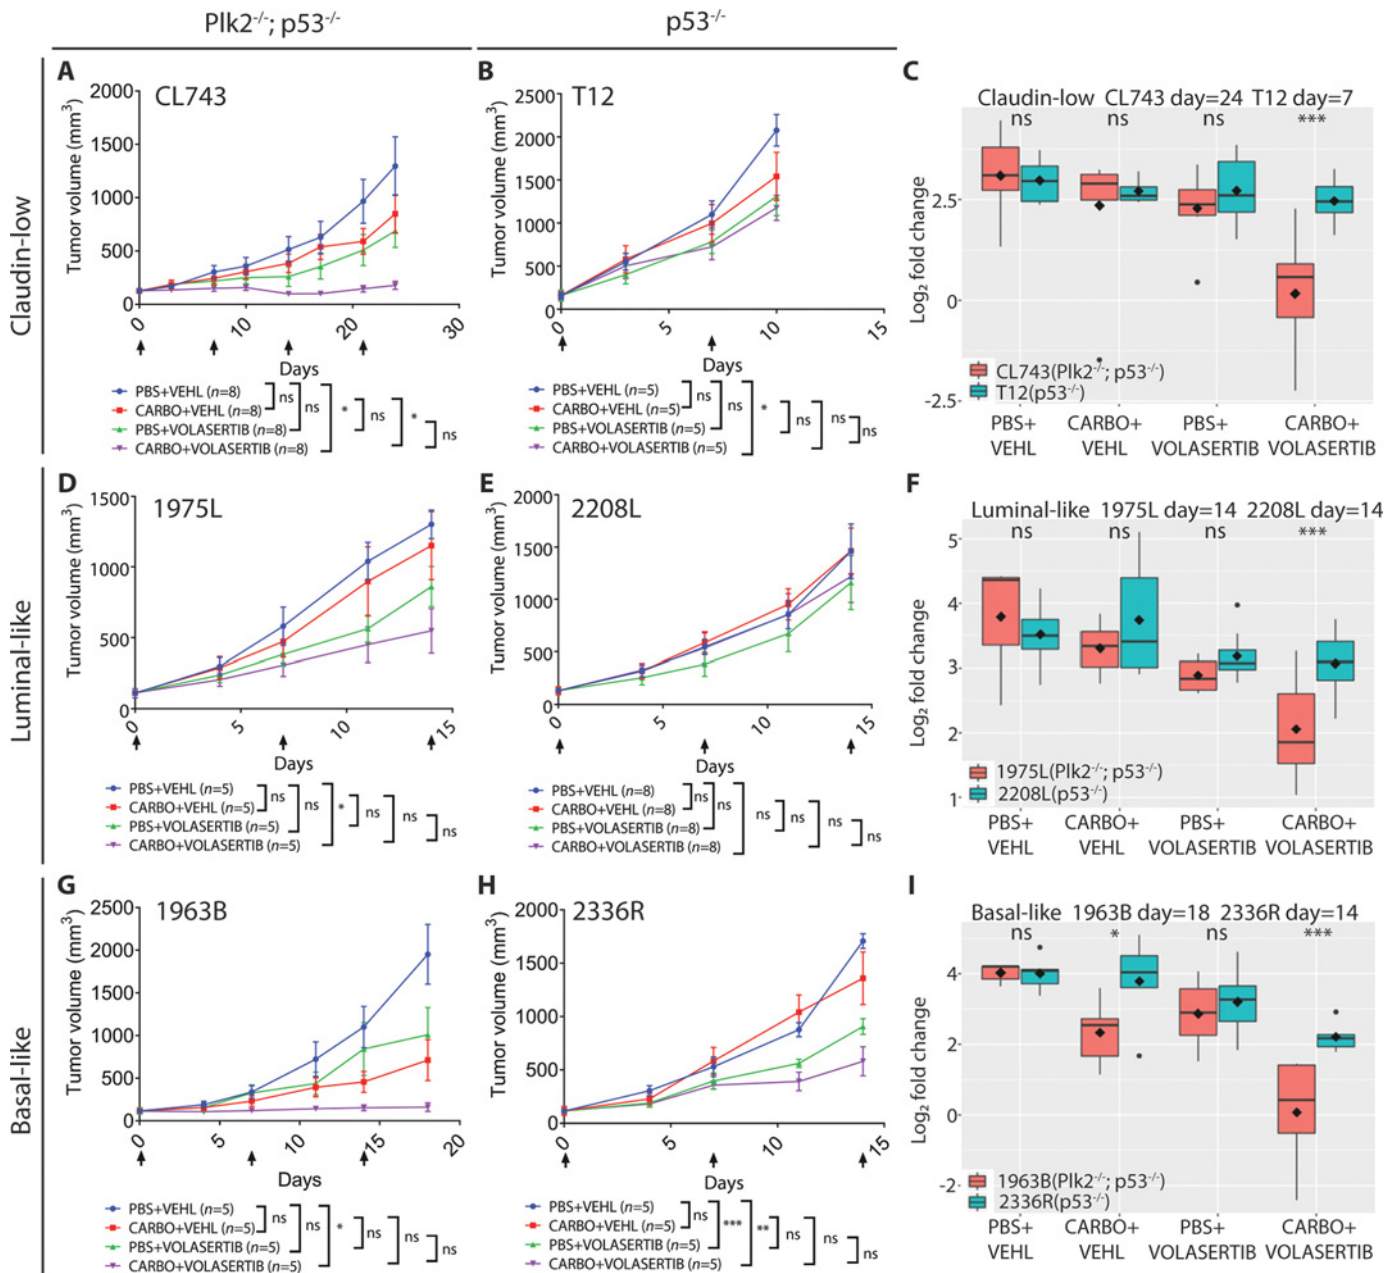 Plk2-/-; p53-/-
p53-/-
Claudin-low
A
CL743
Tumor volume (mm3)
2000
1500
1000
500
0
0 10 20 30
Days
PBS+VEHL (n=8)
CARBO+VEHL (n=8)
PBS+VOLASERTIB (n=8)
CARBO+VOLASERTIB (n=8)
ns ns * ns * ns
B
T12
Tumor volume (mm3)
2500
2000
1500
1000
500
0
0 5 10 15
Days
PBS+VEHL (n=5)
CARBO+VEHL (n=5)
PBS+VOLASERTIB (n=5)
CARBO+VOLASERTIB (n=5)
ns ns * ns ns ns
C
Claudin-low CL743 day=24 T12 day=7
ns ns ns ***
Log2 fold change
2.5
0
-2.5
CL743(Plk2-/-; p53-/-)
T12(p53-/-)
PBS+ CARBO+ PBS+ CARBO+
VEHL VEHL VOLASERTIB VOLASERTIB
Luminal-like
D
1975L
Tumor volume (mm3)
1500
1000
500
0
0 5 10 15
Days
PBS+VEHL (n=5)
CARBO+VEHL (n=5)
PBS+VOLASERTIB (n=5)
CARBO+VOLASERTIB (n=5)
ns ns * ns ns ns
E
2208L
Tumor volume (mm3)
2000
1500
1000
500
0
0 5 10 15
Days
PBS+VEHL (n=8)
CARBO+VEHL (n=8)
PBS+VOLASERTIB (n=8)
CARBO+VOLASERTIB (n=8)
ns ns ns ns ns ns
F
Luminal-like 1975L day=14 2208L day=14
ns ns ns ***
Log2 fold change
5
4
3
2
1
1975L(Plk2-/-; p53-/-)
2208L(p53-/-)
PBS+ CARBO+ PBS+ CARBO+
VEHL VEHL VOLASERTIB VOLASERTIB
Basal-like
G
1963B
Tumor volume (mm3)
2500
2000
1500
1000
500
0
0 5 10 15 20
Days
PBS+VEHL (n=5)
CARBO+VEHL (n=5)
PBS+VOLASERTIB (n=5)
CARBO+VOLASERTIB (n=5)
ns ns * ns ns ns
H
2336R
Tumor volume (mm3)
2000
1500
1000
500
0
0 5 10 15
Days
PBS+VEHL (n=5)
CARBO+VEHL (n=5)
PBS+VOLASERTIB (n=5)
CARBO+VOLASERTIB (n=5)
ns *** ** ns ns ns
I
Basal-like 1963B day=18 2336R day=14
ns * ns ***
Log2 fold change
4
2
0
-2
1963B(Plk2-/-; p53-/-)
2336R(p53-/-)
PBS+ CARBO+ PBS+ CARBO+
VEHL VEHL VOLASERTIB VOLASERTIB